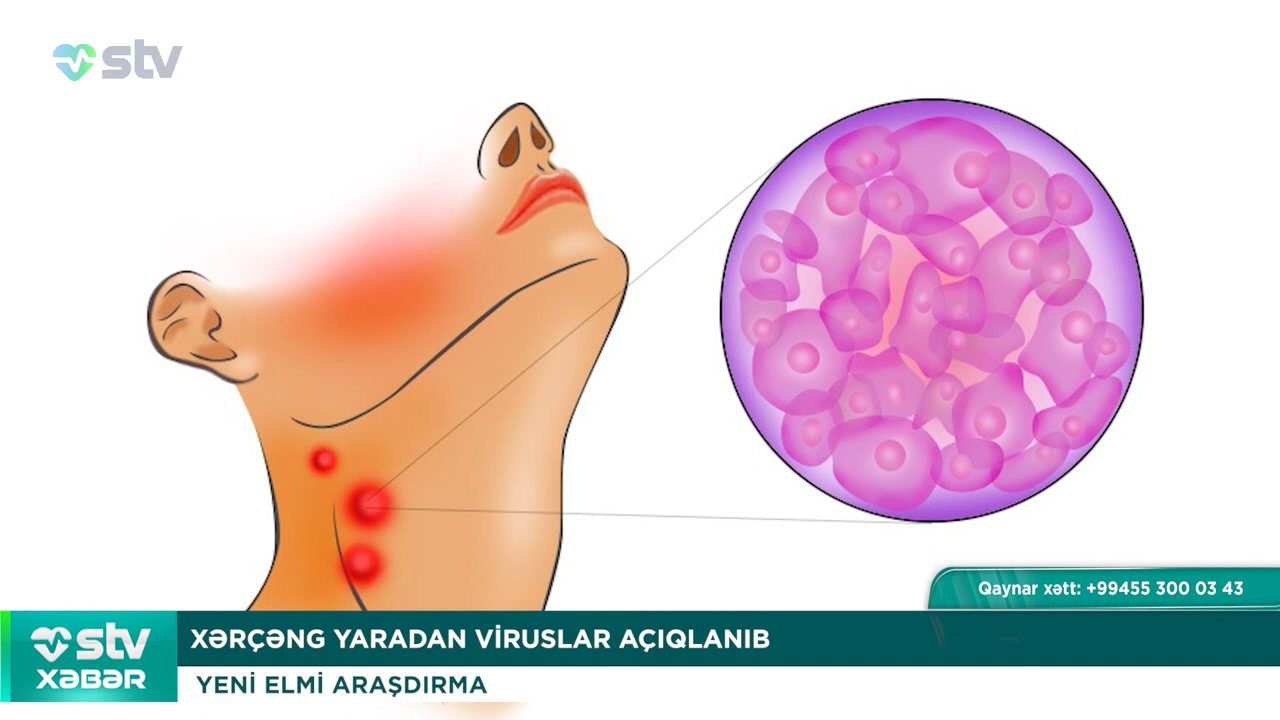 stv
Qaynar xətt: +99455 300 03 43
stv
XƏBƏR
XƏRÇƏNG YARADAN VİRUSLAR AÇIQLANIB
YENİ ELMİ ARAŞDIRMA